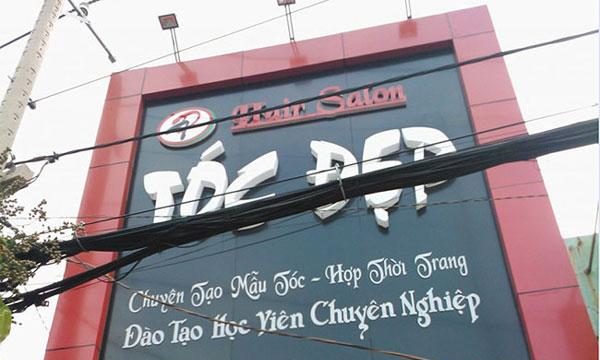 Hair Salon
TÓC ĐẸP
Chuyên Tạo Mẫu Tóc - Hợp Thời Trang
Đào Tạo Học Viên Chuyên Nghiệp